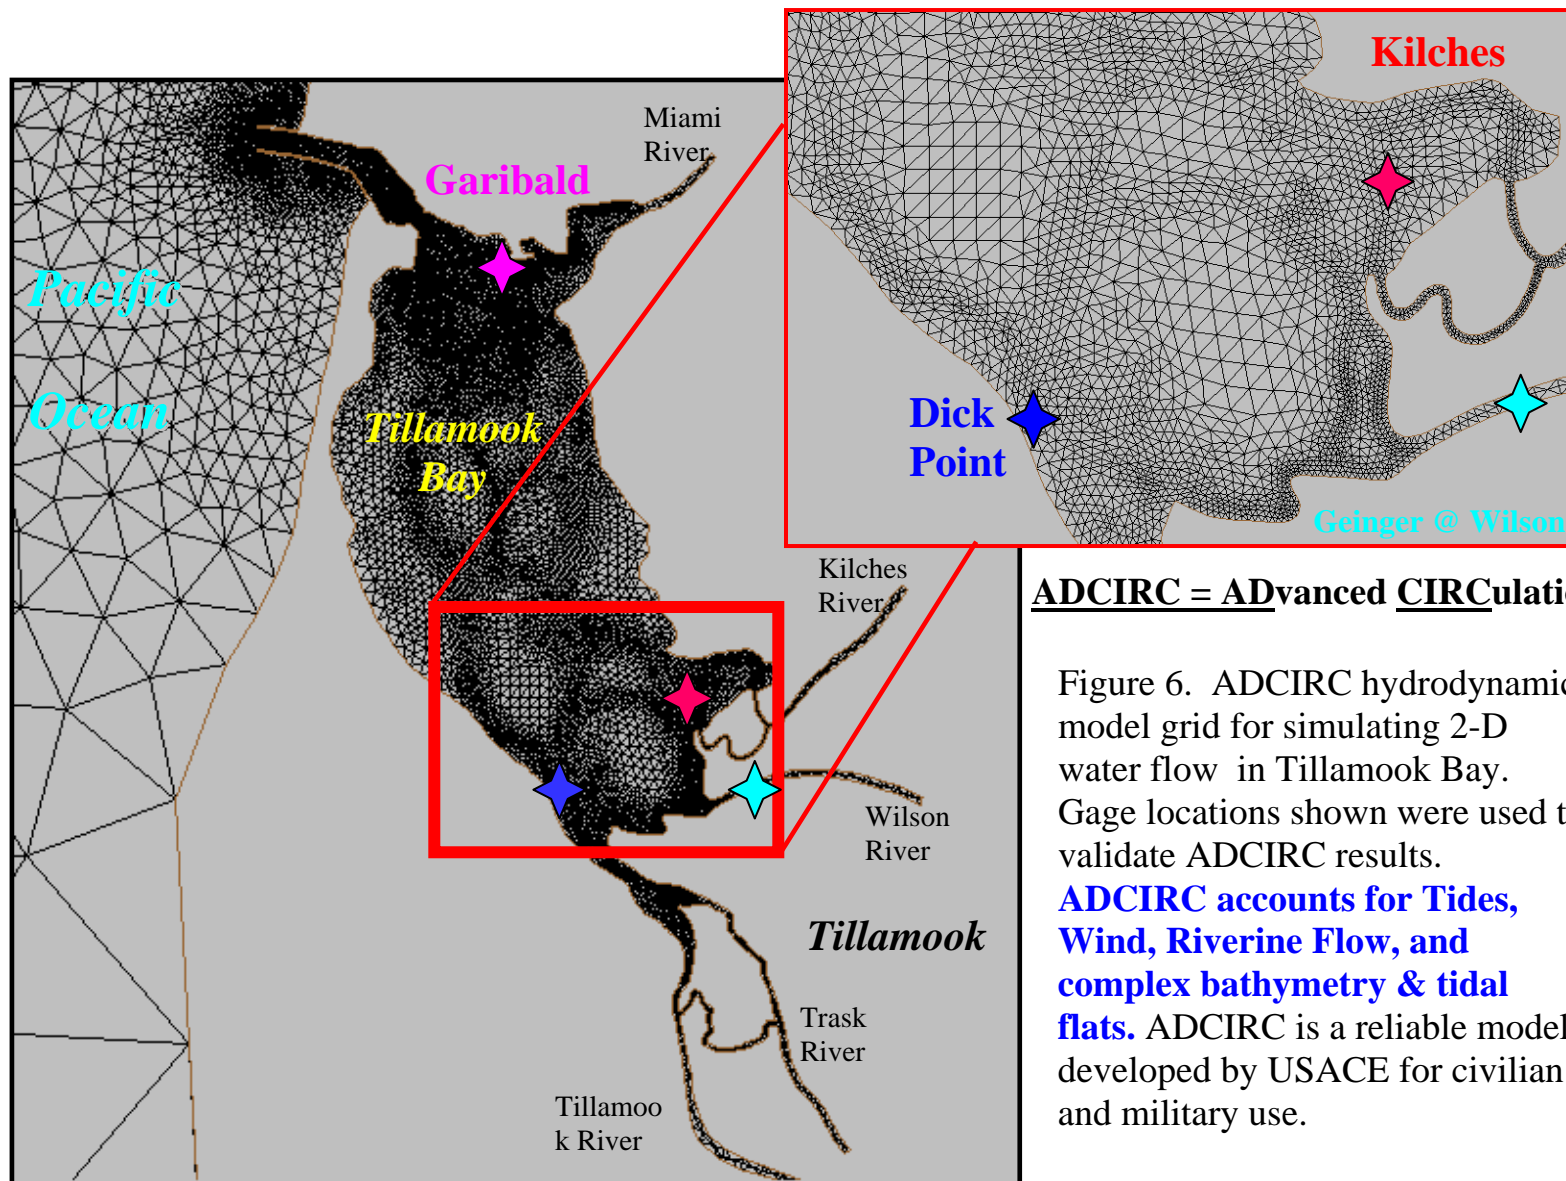 Kilches
Miami
River
Garibald
Pacific
Ocean
Tillamook
Bay
Dick
Point
Geinger @ Wilson
Kilches
River
ADCIRC = ADvanced CIRCulati
Figure 6. ADCIRC hydrodynamic
model grid for simulating 2-D
water flow in Tillamook Bay.
Gage locations shown were used t
validate ADCIRC results.
ADCIRC accounts for Tides,
Wind, Riverine Flow, and
complex bathymetry & tidal
flats. ADCIRC is a reliable model
developed by USACE for civilian
and military use.
Wilson
River
Tillamook
Trask
River
Tillamoo
k River